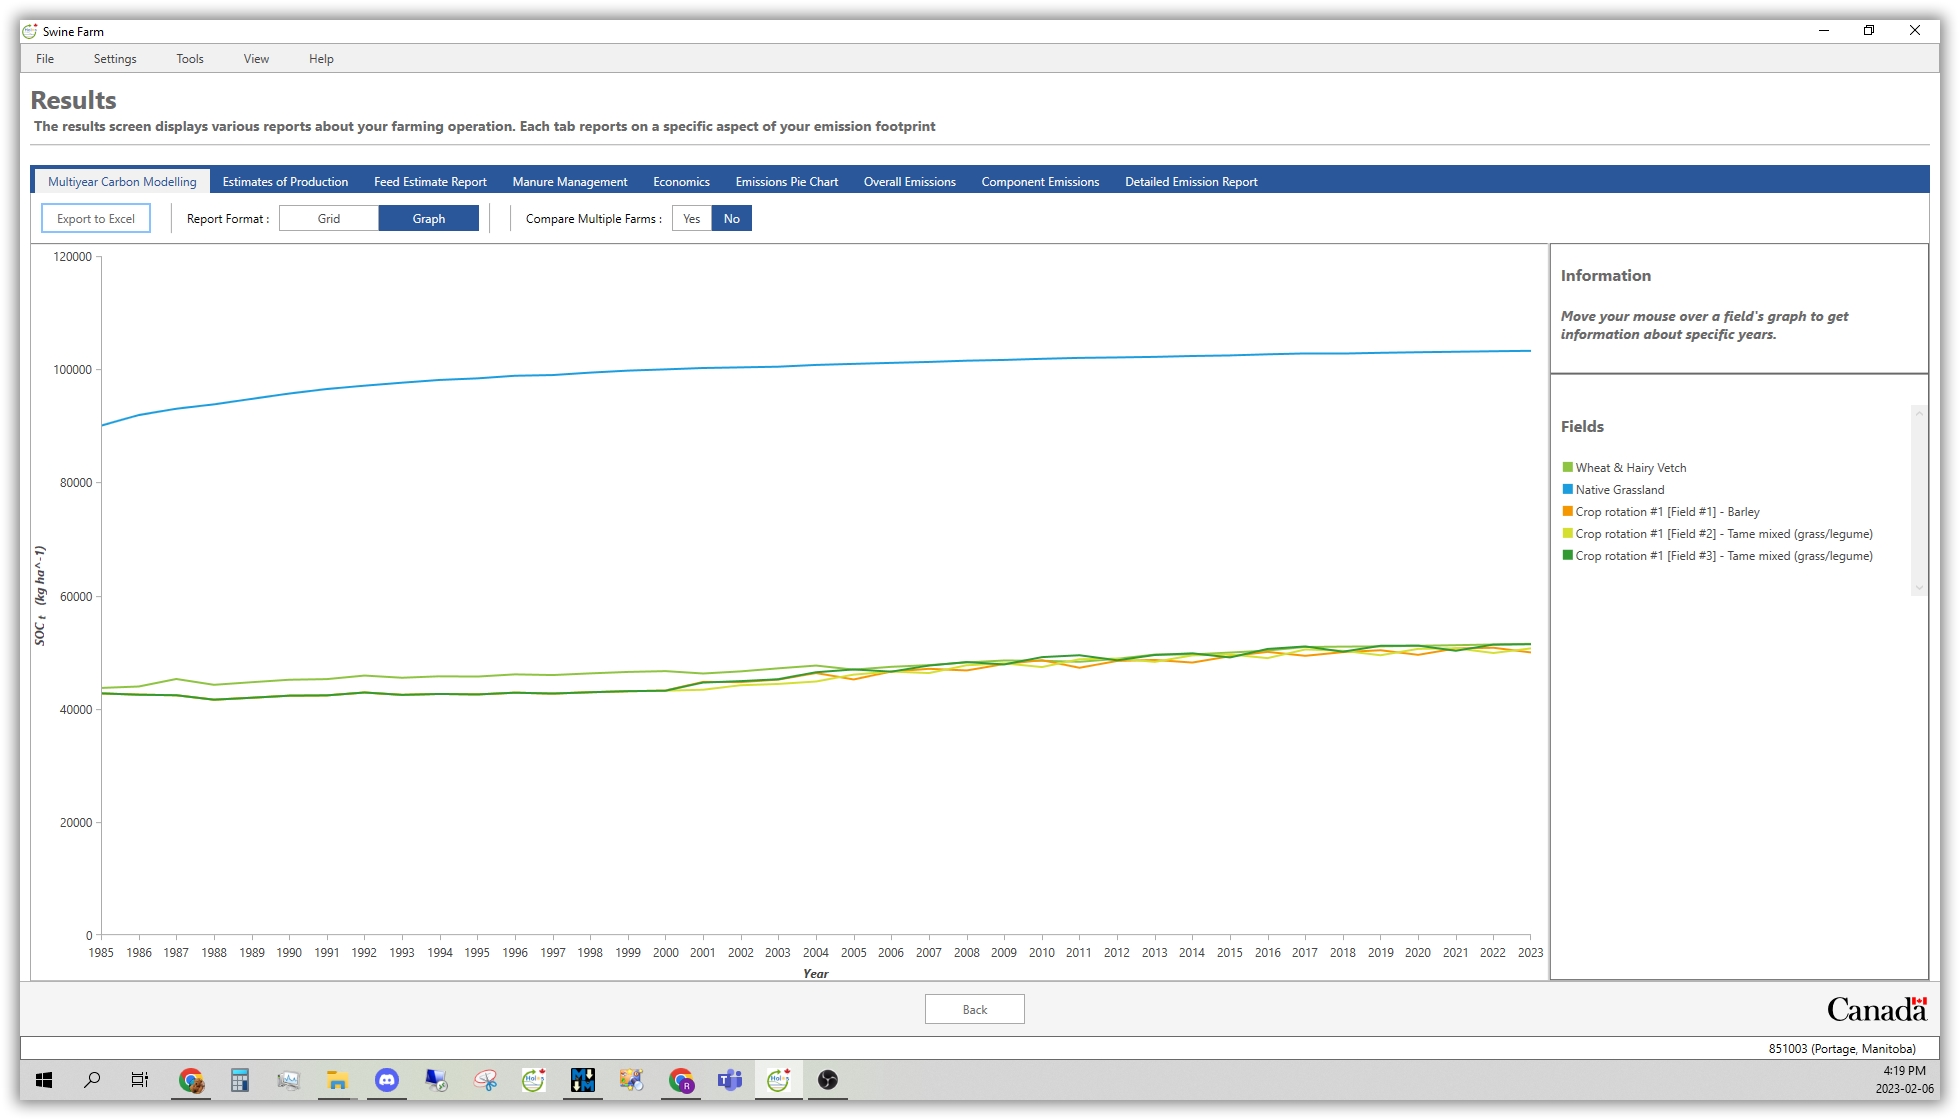 Swine Farm
File Settings Tools View Help
Results
The results screen displays various reports about your farming operation. Each tab reports on a specific aspect of your emission footprint
Multiyear Carbon Modelling Estimates of Production Feed Estimate Report Manure Management Economics Emissions Pie Chart Overall Emissions Component Emissions Detailed Emission Report
Export to Excel Report Format : Grid Graph Compare Multiple Farms : Yes No
120000
100000
80000
60000
40000
20000
0
SOC t (kg ha^-1)
1985 1986 1987 1988 1989 1990 1991 1992 1993 1994 1995 1996 1997 1998 1999 2000 2001 2002 2003 2004 2005 2006 2007 2008 2009 2010 2011 2012 2013 2014 2015 2016 2017 2018 2019 2020 2021 2022 2023
Year
Information
Move your mouse over a field's graph to get
information about specific years.
Fields
Wheat & Hairy Vetch
Native Grassland
Crop rotation #1 [Field #1] - Barley
Crop rotation #1 [Field #2] - Tame mixed (grass/legume)
Crop rotation #1 [Field #3] - Tame mixed (grass/legume)
Back
Canada
851003 (Portage, Manitoba)
4:19 PM
2023-02-06